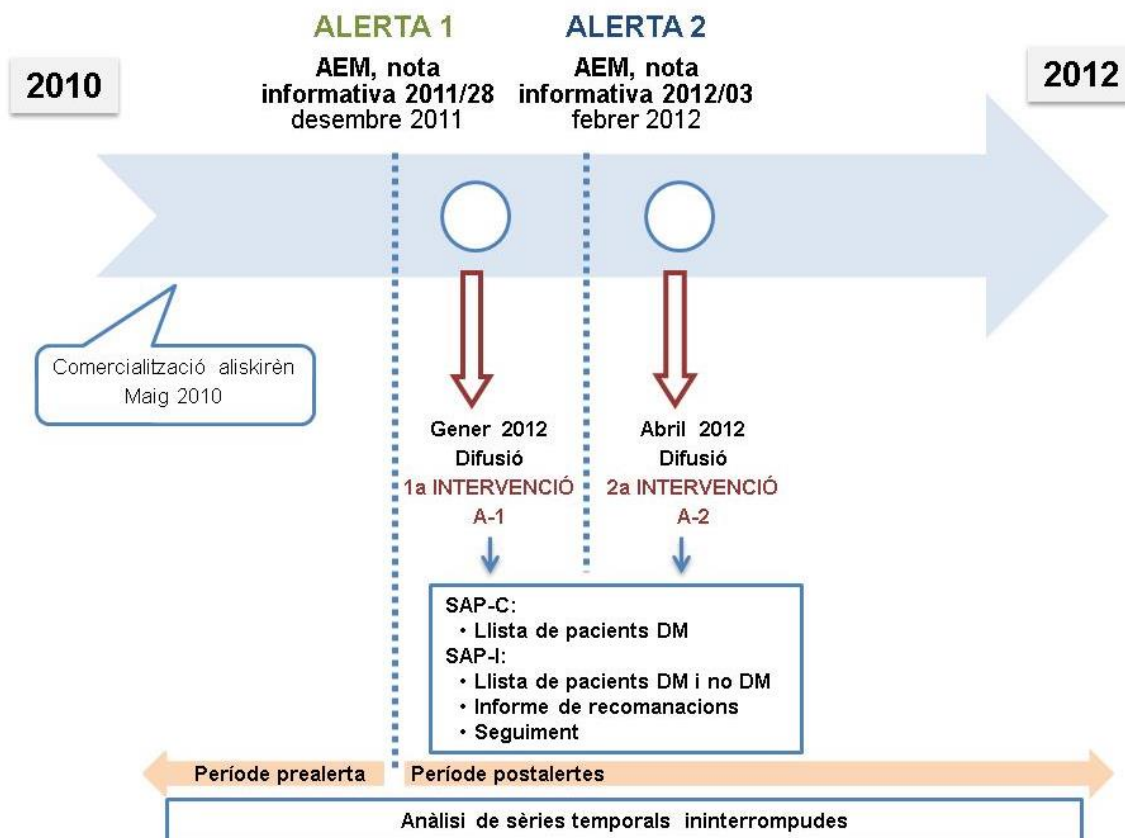 ALERTA 1
AEM, nota
informativa 2011/28
desembre 2011
ALERTA 2
AEM, nota
informativa 2012/03
febrer 2012
2010
2012
Comercialització aliskirèn
Maig 2010
Gener 2012
Difusió
1a INTERVENCIÓ
A-1
Abril 2012
Difusió
2a INTERVENCIÓ
A-2
SAP-C:
• Llista de pacients DM
SAP-I:
• Llista de pacients DM i no DM
• Informe de recomanacions
• Seguiment
Període prealerta
Període postalertes
Anàlisi de sèries temporals ininterrompudes